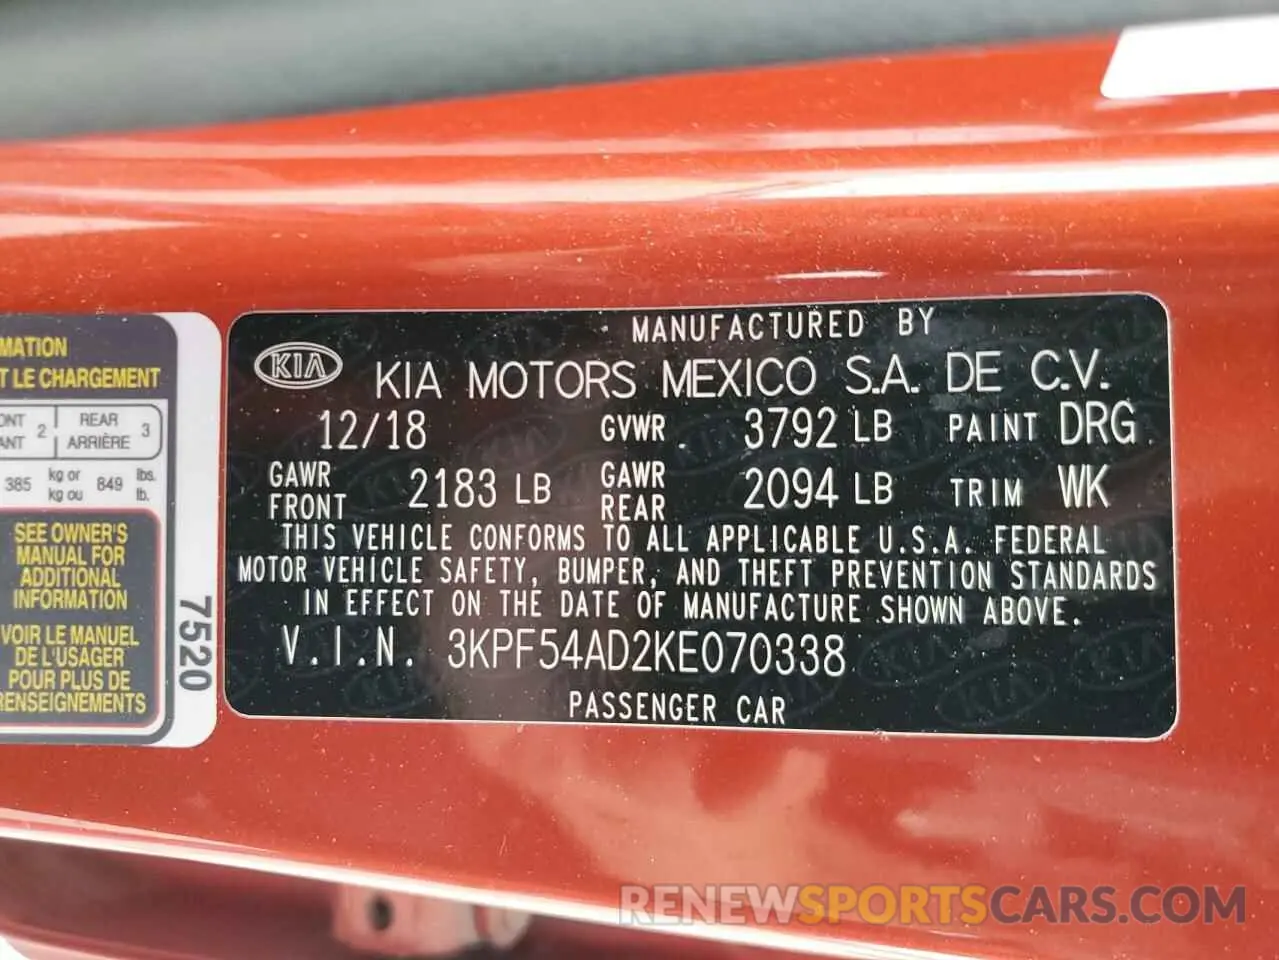 MATION
T LE CHARGEMENT
ONT 2 REAR 3
ANT ARRIÈRE
385 kg or 849 lbs.
kg ou lb.
SEE OWNER'S
MANUAL FOR
ADDITIONAL
INFORMATION
VOIR LE MANUEL
DE L'USAGER
POUR PLUS DE
RENSEIGNEMENTS
7520
MANUFACTURED BY
KIA KIA MOTORS MEXICO S.A. DE C.V.
12/18 GVWR. 3792 LB PAINT DRG
GAWR FRONT 2183 LB GAWR REAR 2094 LB TRIM WK
THIS VEHICLE CONFORMS TO ALL APPLICABLE U.S.A. FEDERAL
MOTOR VEHICLE SAFETY, BUMPER, AND THEFT PREVENTION STANDARDS
IN EFFECT ON THE DATE OF MANUFACTURE SHOWN ABOVE.
V.I.N. 3KPF54AD2KE070338
PASSENGER CAR
RENEWSPORTSCARS.COM